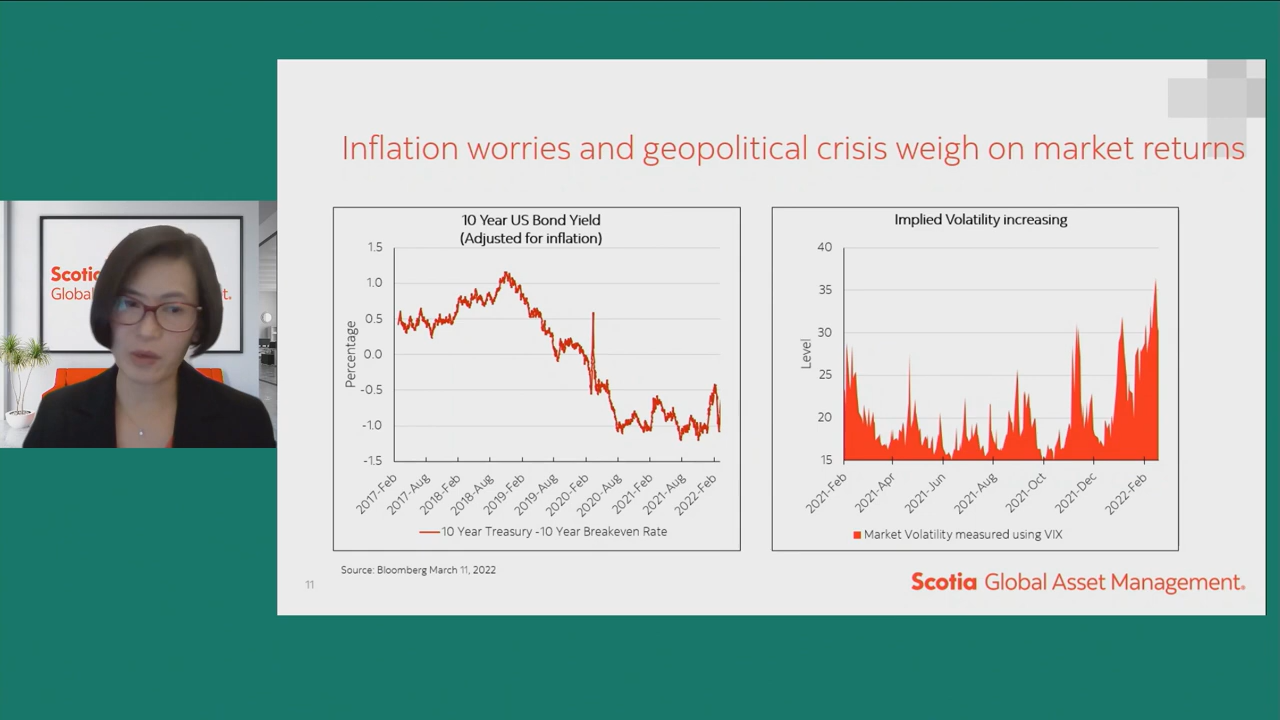 Inflation worries and geopolitical crisis weigh on market returns
10 Year US Bond Yield
(Adjusted for inflation)
1.5
1.0
0.5
0.0
-0.5
-1.0
-1.5
Percentage
2017-Feb
2017-Aug
2018-Feb
2018-Aug
2019-Feb
2019-Aug
2020-Feb
2020-Aug
2021-Feb
2021-Aug
2022-Feb
10 Year Treasury -10 Year Breakeven Rate
Implied Volatility increasing
40
35
30
25
20
15
Level
2021-Feb
2021-Apr
2021-Jun
2021-Aug
2021-Oct
2021-Dec
2022-Feb
Market Volatility measured using VIX
Source: Bloomberg March 11, 2022
11
Scotia Global Asset Management.